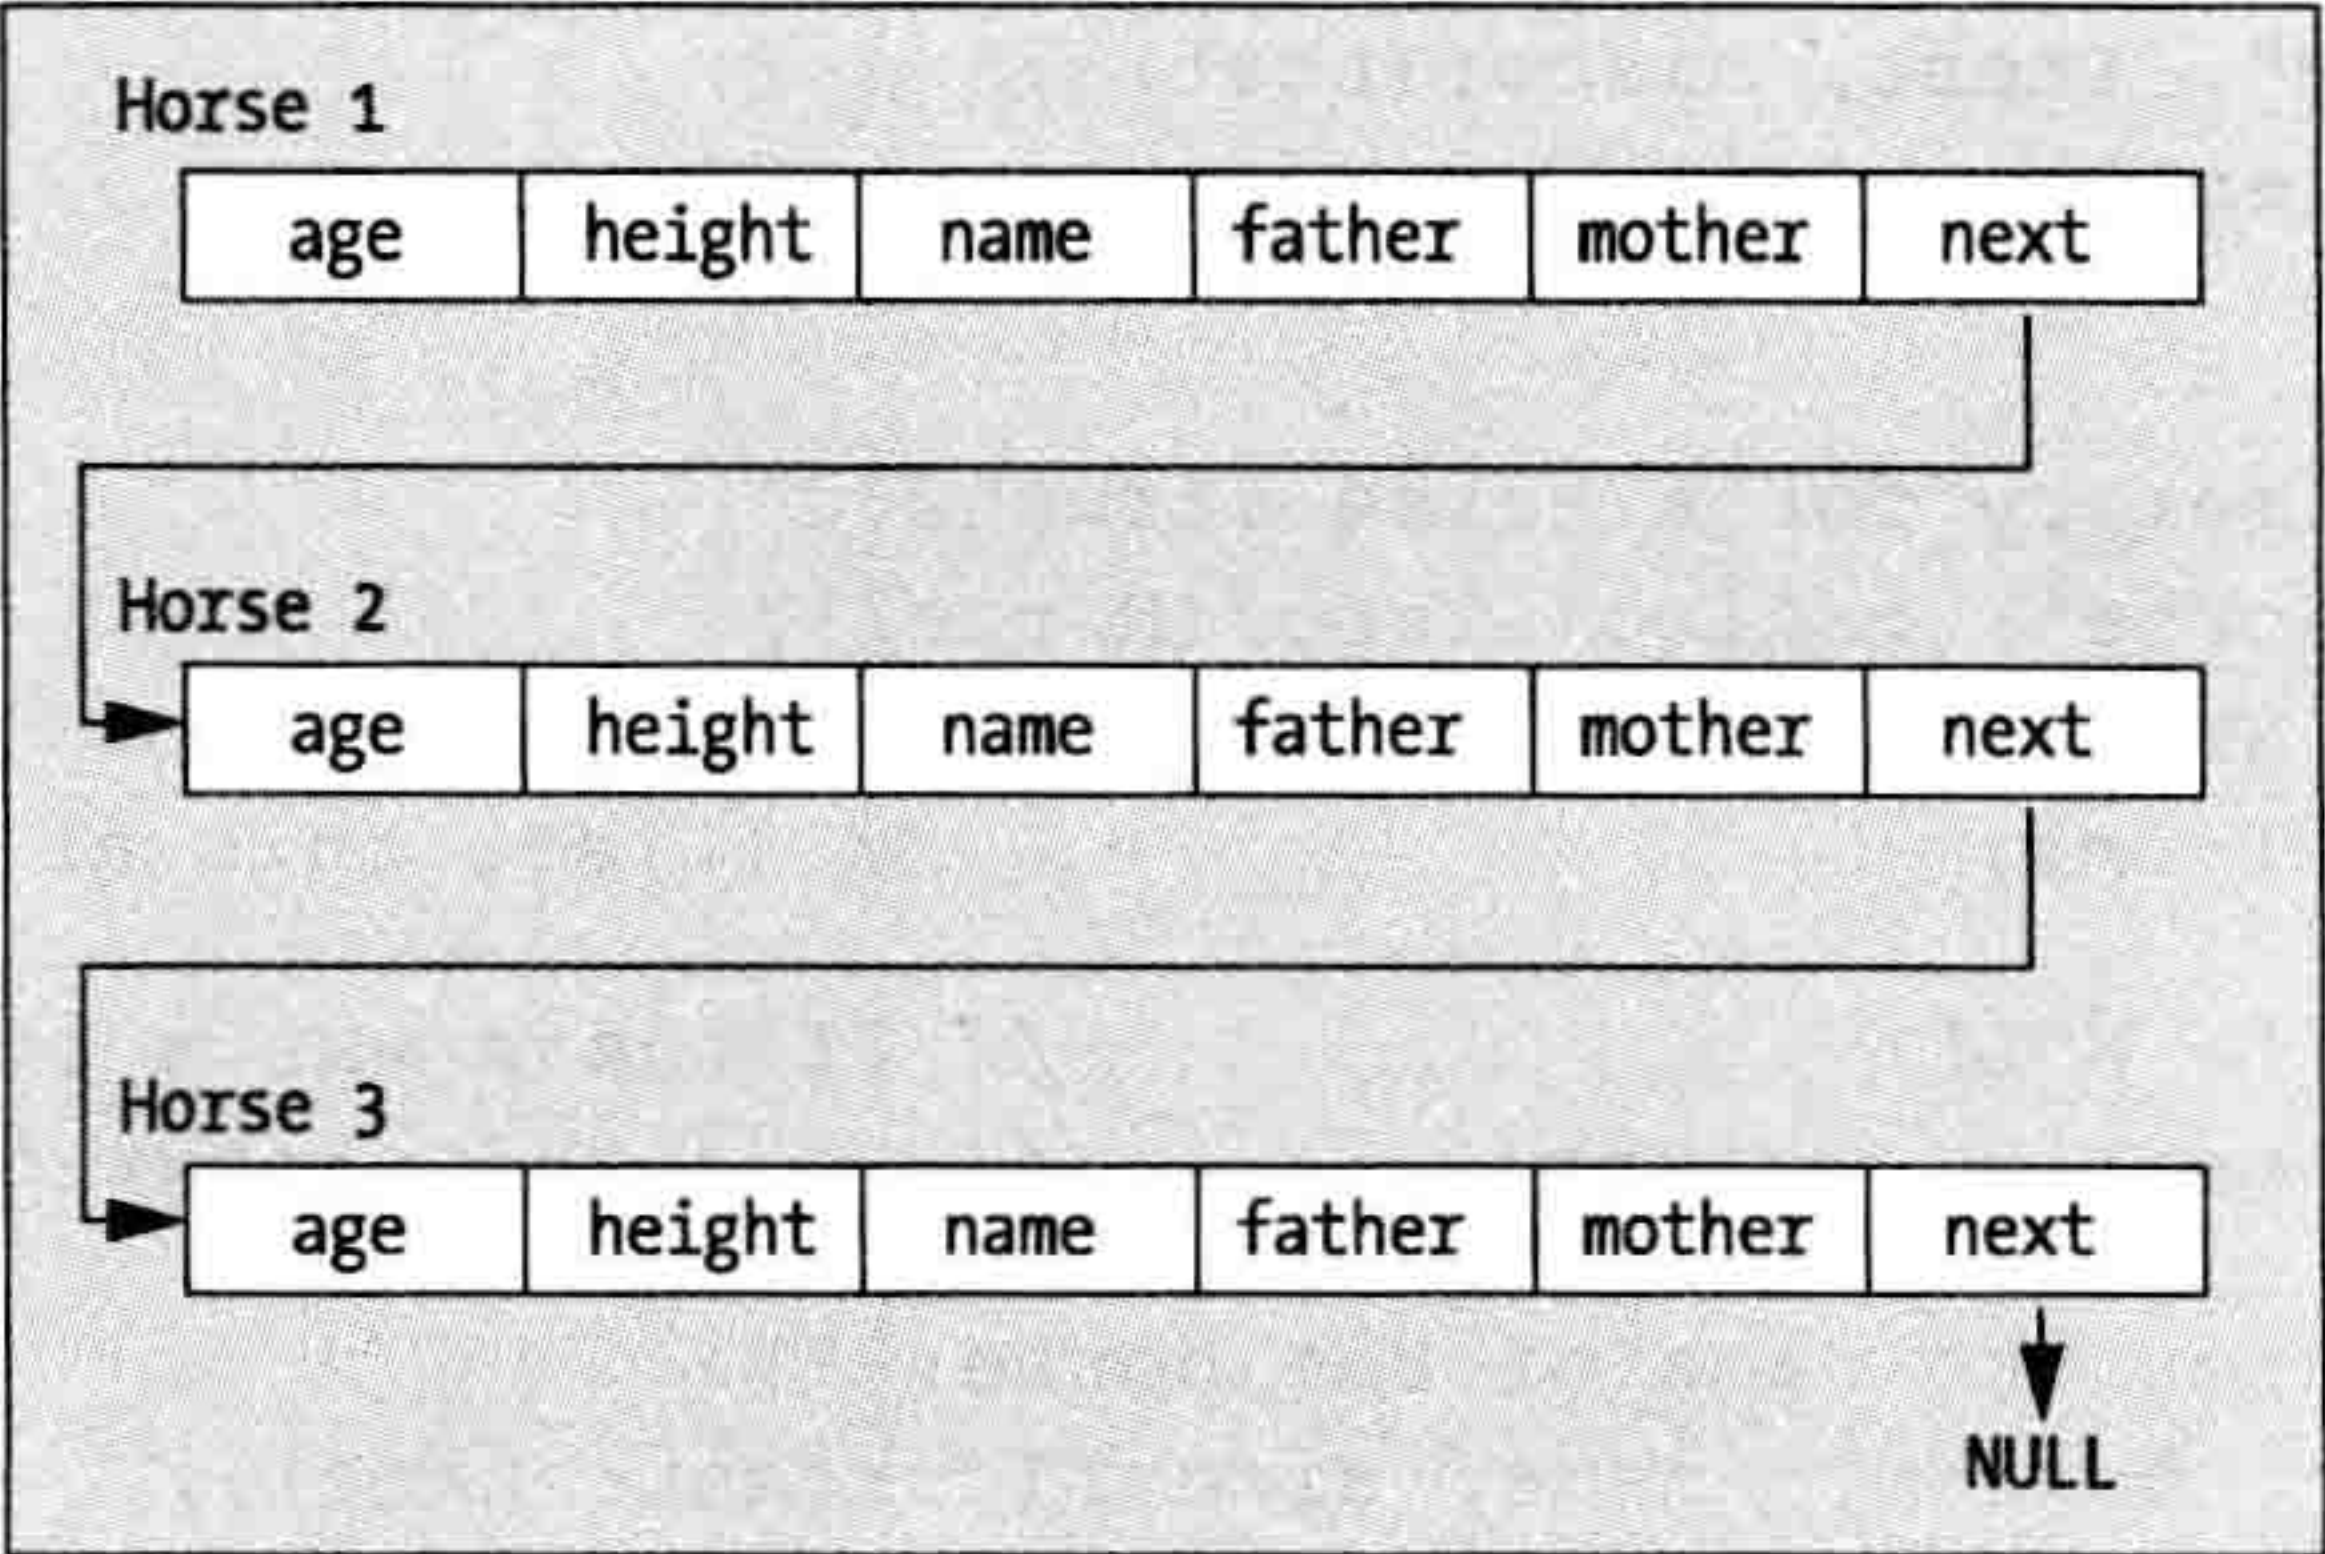 Horse 1
age height name father mother next
Horse 2
age height name father mother next
Horse 3
age height name father mother next
NULL